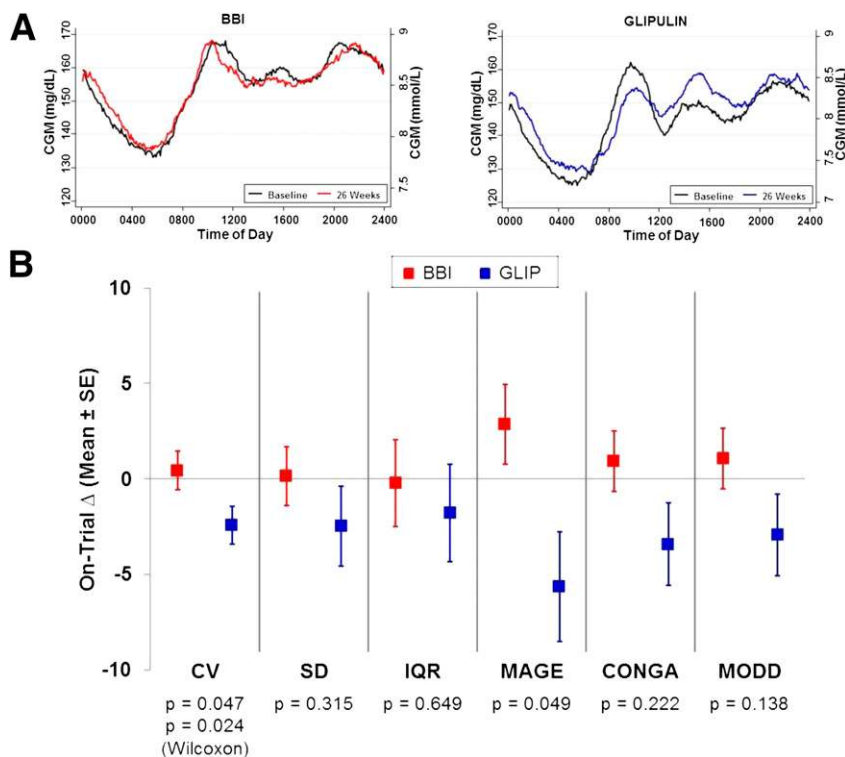 A
BBI
CGM (mg/dL)
170
160
150
140
130
120
9
8.5
8
7.5
CGM (mmol/L)
Baseline
26 Weeks
0000 0400 0800 1200 1600 2000 2400
Time of Day
GLIPULIN
CGM (mg/dL)
170
160
150
140
130
120
9
8.5
8
7.5
7
CGM (mmol/L)
Baseline
26 Weeks
0000 0400 0800 1200 1600 2000 2400
Time of Day
B
BBI GLIP
On-Trial Δ (Mean ± SE)
10
5
0
-5
-10
CV SD IQR MAGE CONGA MODD
p = 0.047 p = 0.315 p = 0.649 p = 0.049 p = 0.222 p = 0.138
p = 0.024
(Wilcoxon)